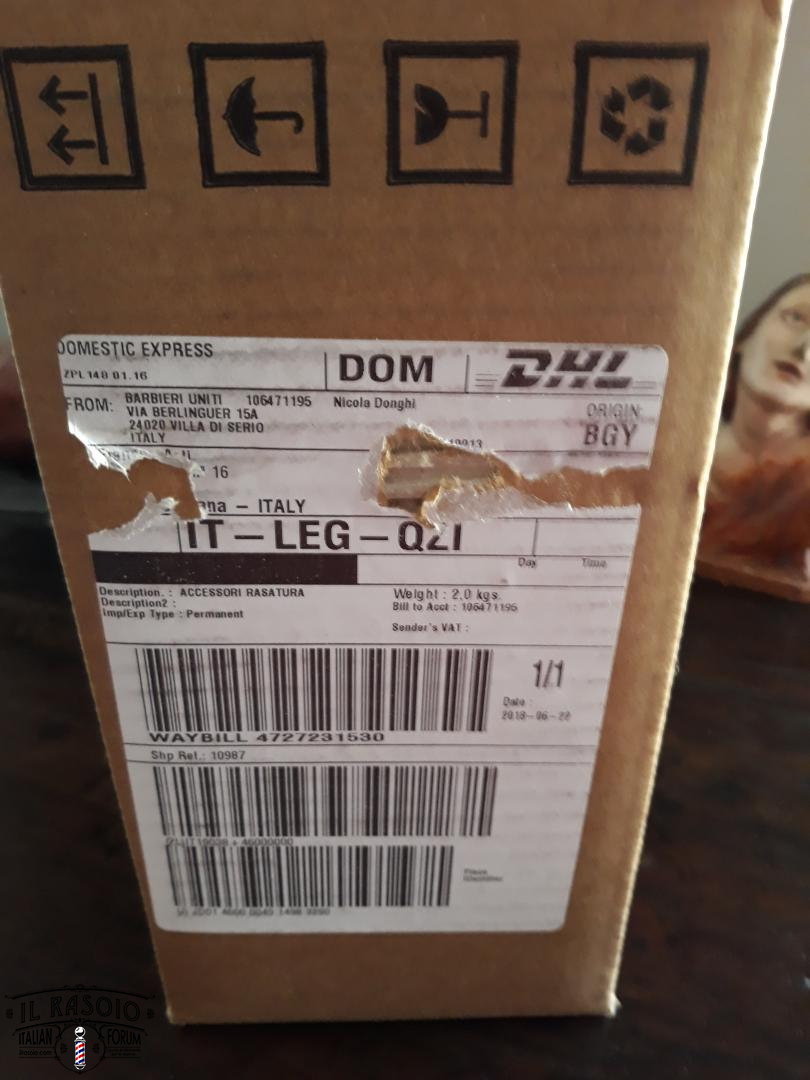 DOMESTIC EXPRESS
DOM
DHL
ZPL148 01.16
FROM: BARBIERI UNITI 106471195 Nicola Donghi
VIA BERLINGUER 15A
24020 VILLA DI SERIO
ITALY
ORIGIN:
BGY
16
ana - ITALY
IT-LEG-QZI
Day Time
Description. : ACCESSORI RASATURA
Description2 :
Imp/Exp Type : Permanent
Weight : 2.0 kgs.
Bill to Acct : 106471195
Sender's VAT :
1/1
Date :
2018-06-22
WAYBILL 4727231530
Shp Ref.: 10987
IL RASOIO
ITALIAN FORUM